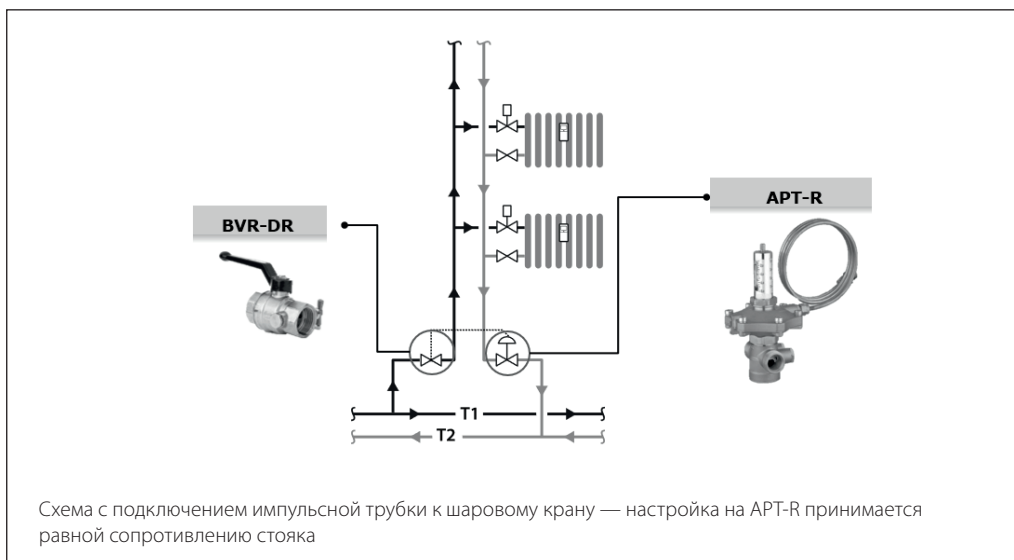 BVR-DR
APT-R
T1
T2
Схема с подключением импульсной трубки к шаровому крану — настройка на APT-R принимается
равной сопротивлению стояка